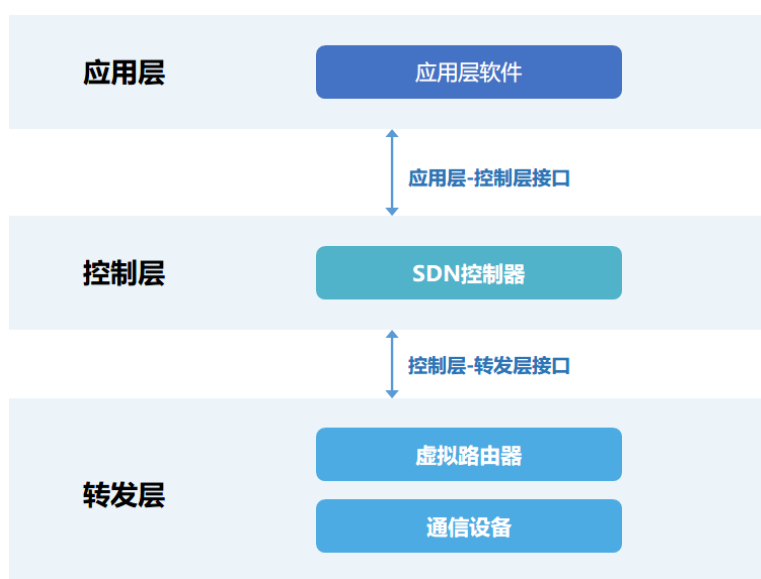 应用层
应用层软件
应用层-控制层接口
控制层
SDN控制器
控制层-转发层接口
转发层
虚拟路由器
通信设备